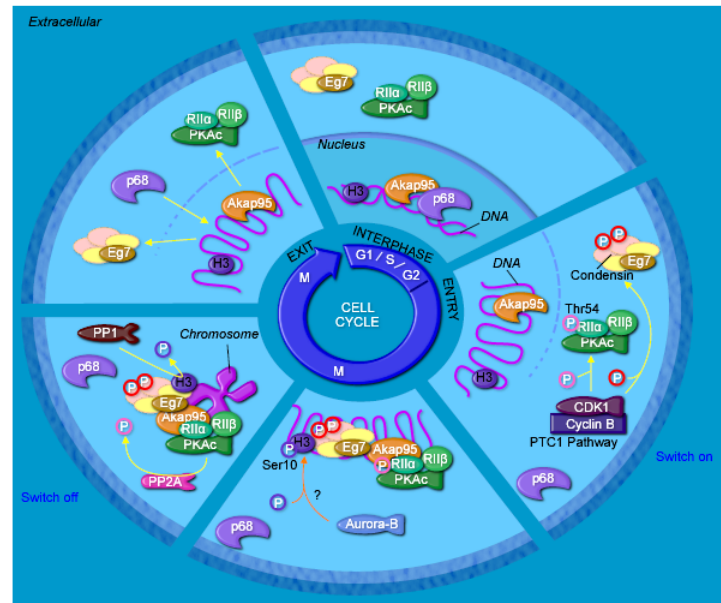 Extracellular
Eg7
RIIα
RIIβ
PKAc
Nucleus
H3
Akap95
p68
DNA
RIIα
RIIβ
PKAc
p68
Akap95
Eg7
H3
EXIT
INTERPHASE
ENTRY
G1 / S / G2
M
M
CELL
CYCLE
DNA
Akap95
H3
P
P
Eg7
Condensin
Thr54
P
RIIα
RIIβ
PKAc
P
P
CDK1
Cyclin B
PTC1 Pathway
Switch on
p68
PP1
Chromosome
P
p68
H3
P
P
Eg7
Akap95
RIIα
RIIβ
PKAc
P
PP2A
Switch off
P
H3
P
P
Eg7
Akap95
P
RIIα
RIIβ
PKAc
Ser10
?
P
Aurora-B
p68